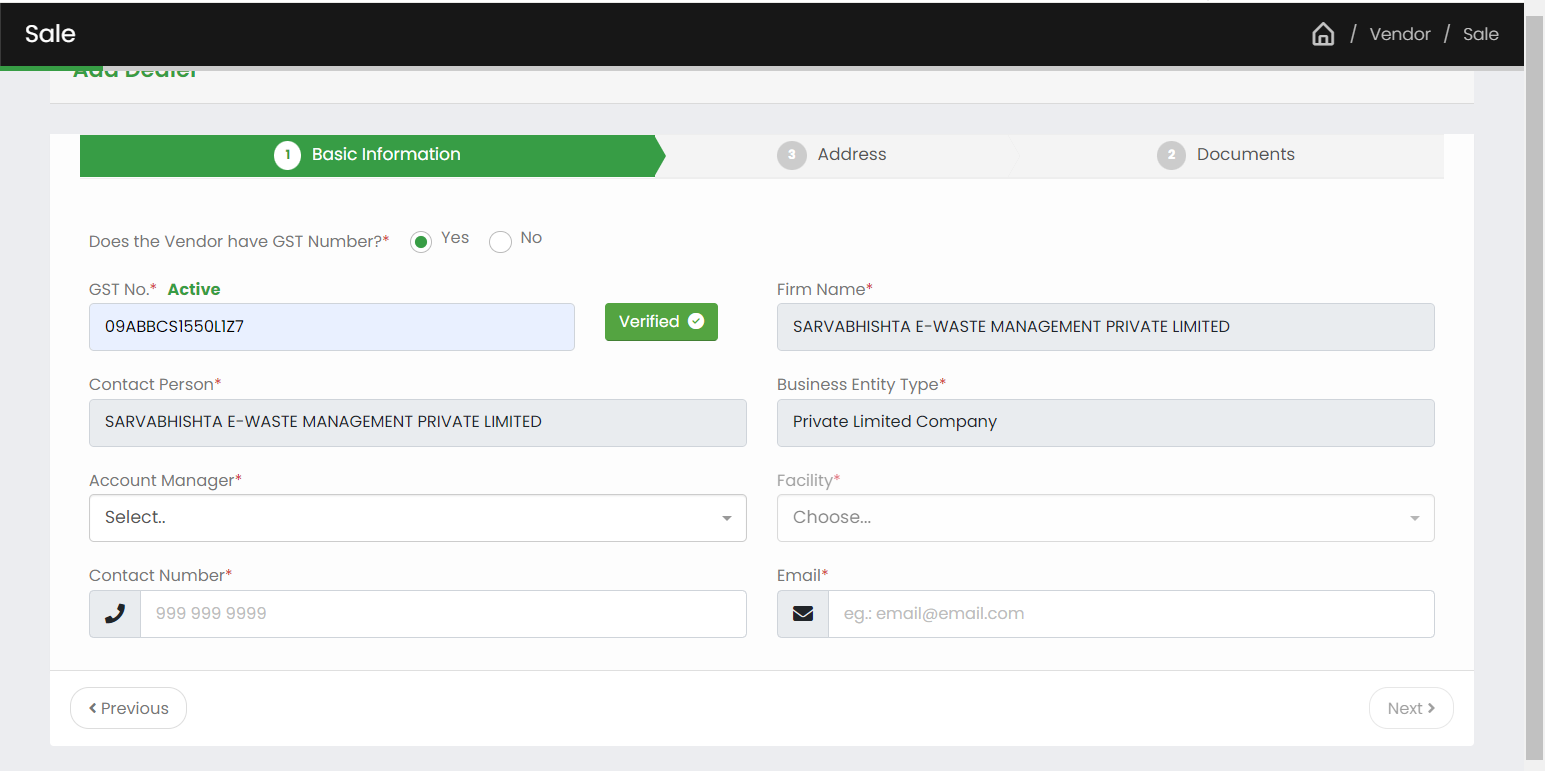 Sale
/ Vendor / Sale
Add Dealer
1 Basic Information
3 Address
2 Documents
Does the Vendor have GST Number?* Yes No
GST No.* Active
Firm Name*
09ABBCS1550L1Z7
Verified
SARVABHISHTA E-WASTE MANAGEMENT PRIVATE LIMITED
Contact Person*
Business Entity Type*
SARVABHISHTA E-WASTE MANAGEMENT PRIVATE LIMITED
Private Limited Company
Account Manager*
Facility*
Select..
Choose...
Contact Number*
Email*
999 999 9999
eg.: email@email.com
Previous
Next